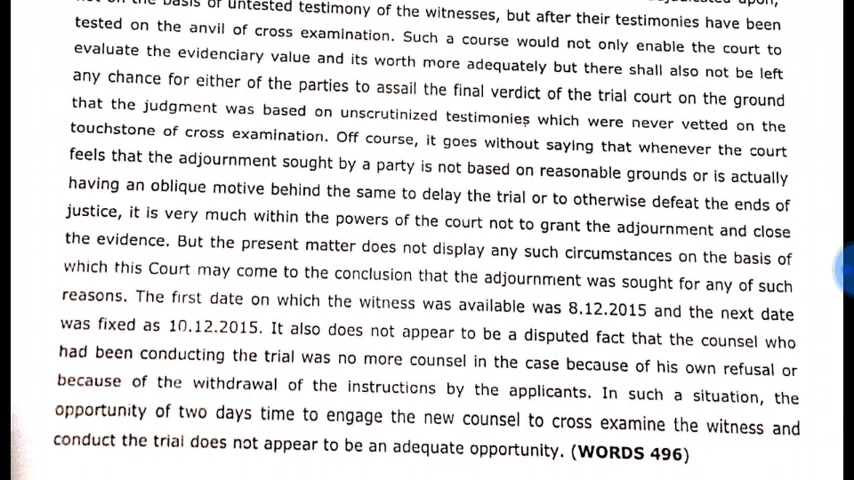 basis of untested testimony of the witnesses, but after their testimonies have been
tested on the anvil of cross examination. Such a course would not only enable the court to
evaluate the evidenciary value and its worth more adequately but there shall also not be left
any chance for either of the parties to assail the final verdict of the trial court on the ground
that the judgment was based on unscrutinized testimonies which were never vetted on the
touchstone of cross examination. Off course, it goes without saying that whenever the court
feels that the adjournment sought by a party is not based on reasonable grounds or is actually
having an oblique motive behind the same to delay the trial or to otherwise defeat the ends of
justice, it is very much within the powers of the court not to grant the adjournment and close
the evidence. But the present matter does not display any such circumstances on the basis of
which this Court may come to the conclusion that the adjournment was sought for any of such
reasons. The first date on which the witness was available was 8.12.2015 and the next date
was fixed as 10.12.2015. It also does not appear to be a disputed fact that the counsel who
had been conducting the trial was no more counsel in the case because of his own refusal or
because of the withdrawal of the instructions by the applicants. In such a situation, the
opportunity of two days time to engage the new counsel to cross examine the witness and
conduct the trial does not appear to be an adequate opportunity. (WORDS 496)